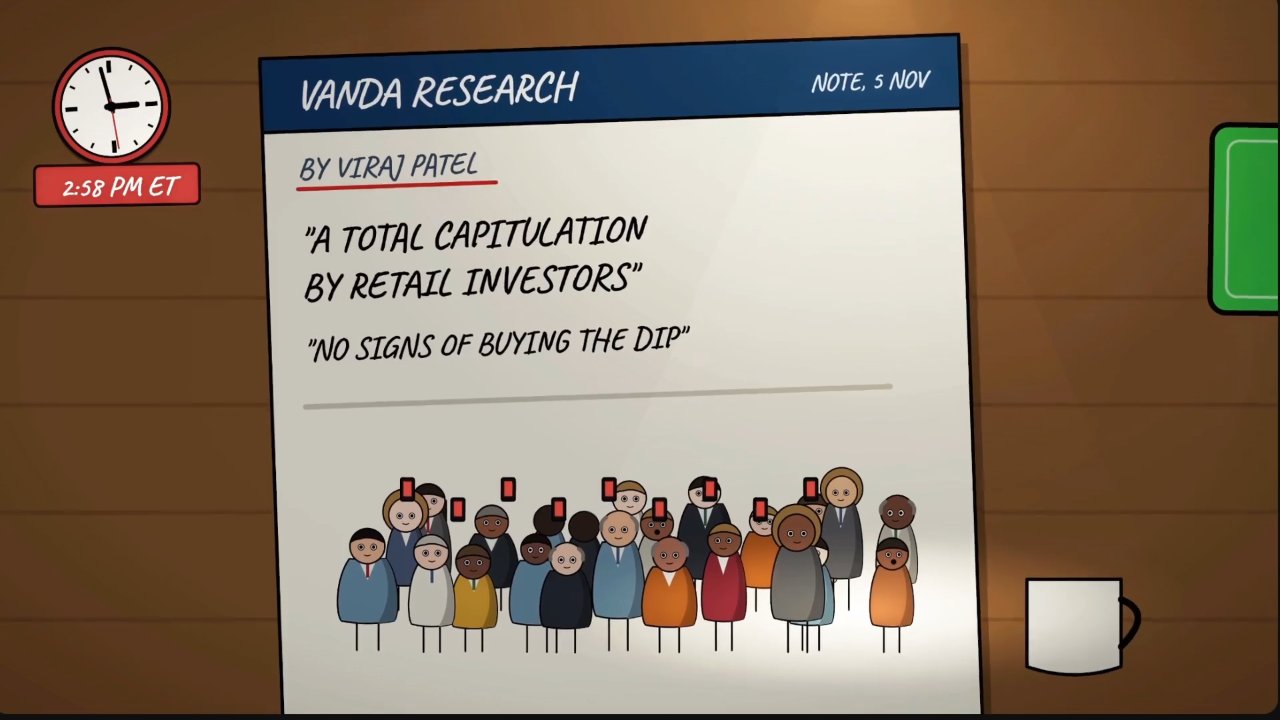 VANDA RESEARCH
NOTE, 5 NOV
2:58 PM ET
BY VIRAJ PATEL
"A TOTAL CAPITULATION
BY RETAIL INVESTORS"
"NO SIGNS OF BUYING THE DIP"